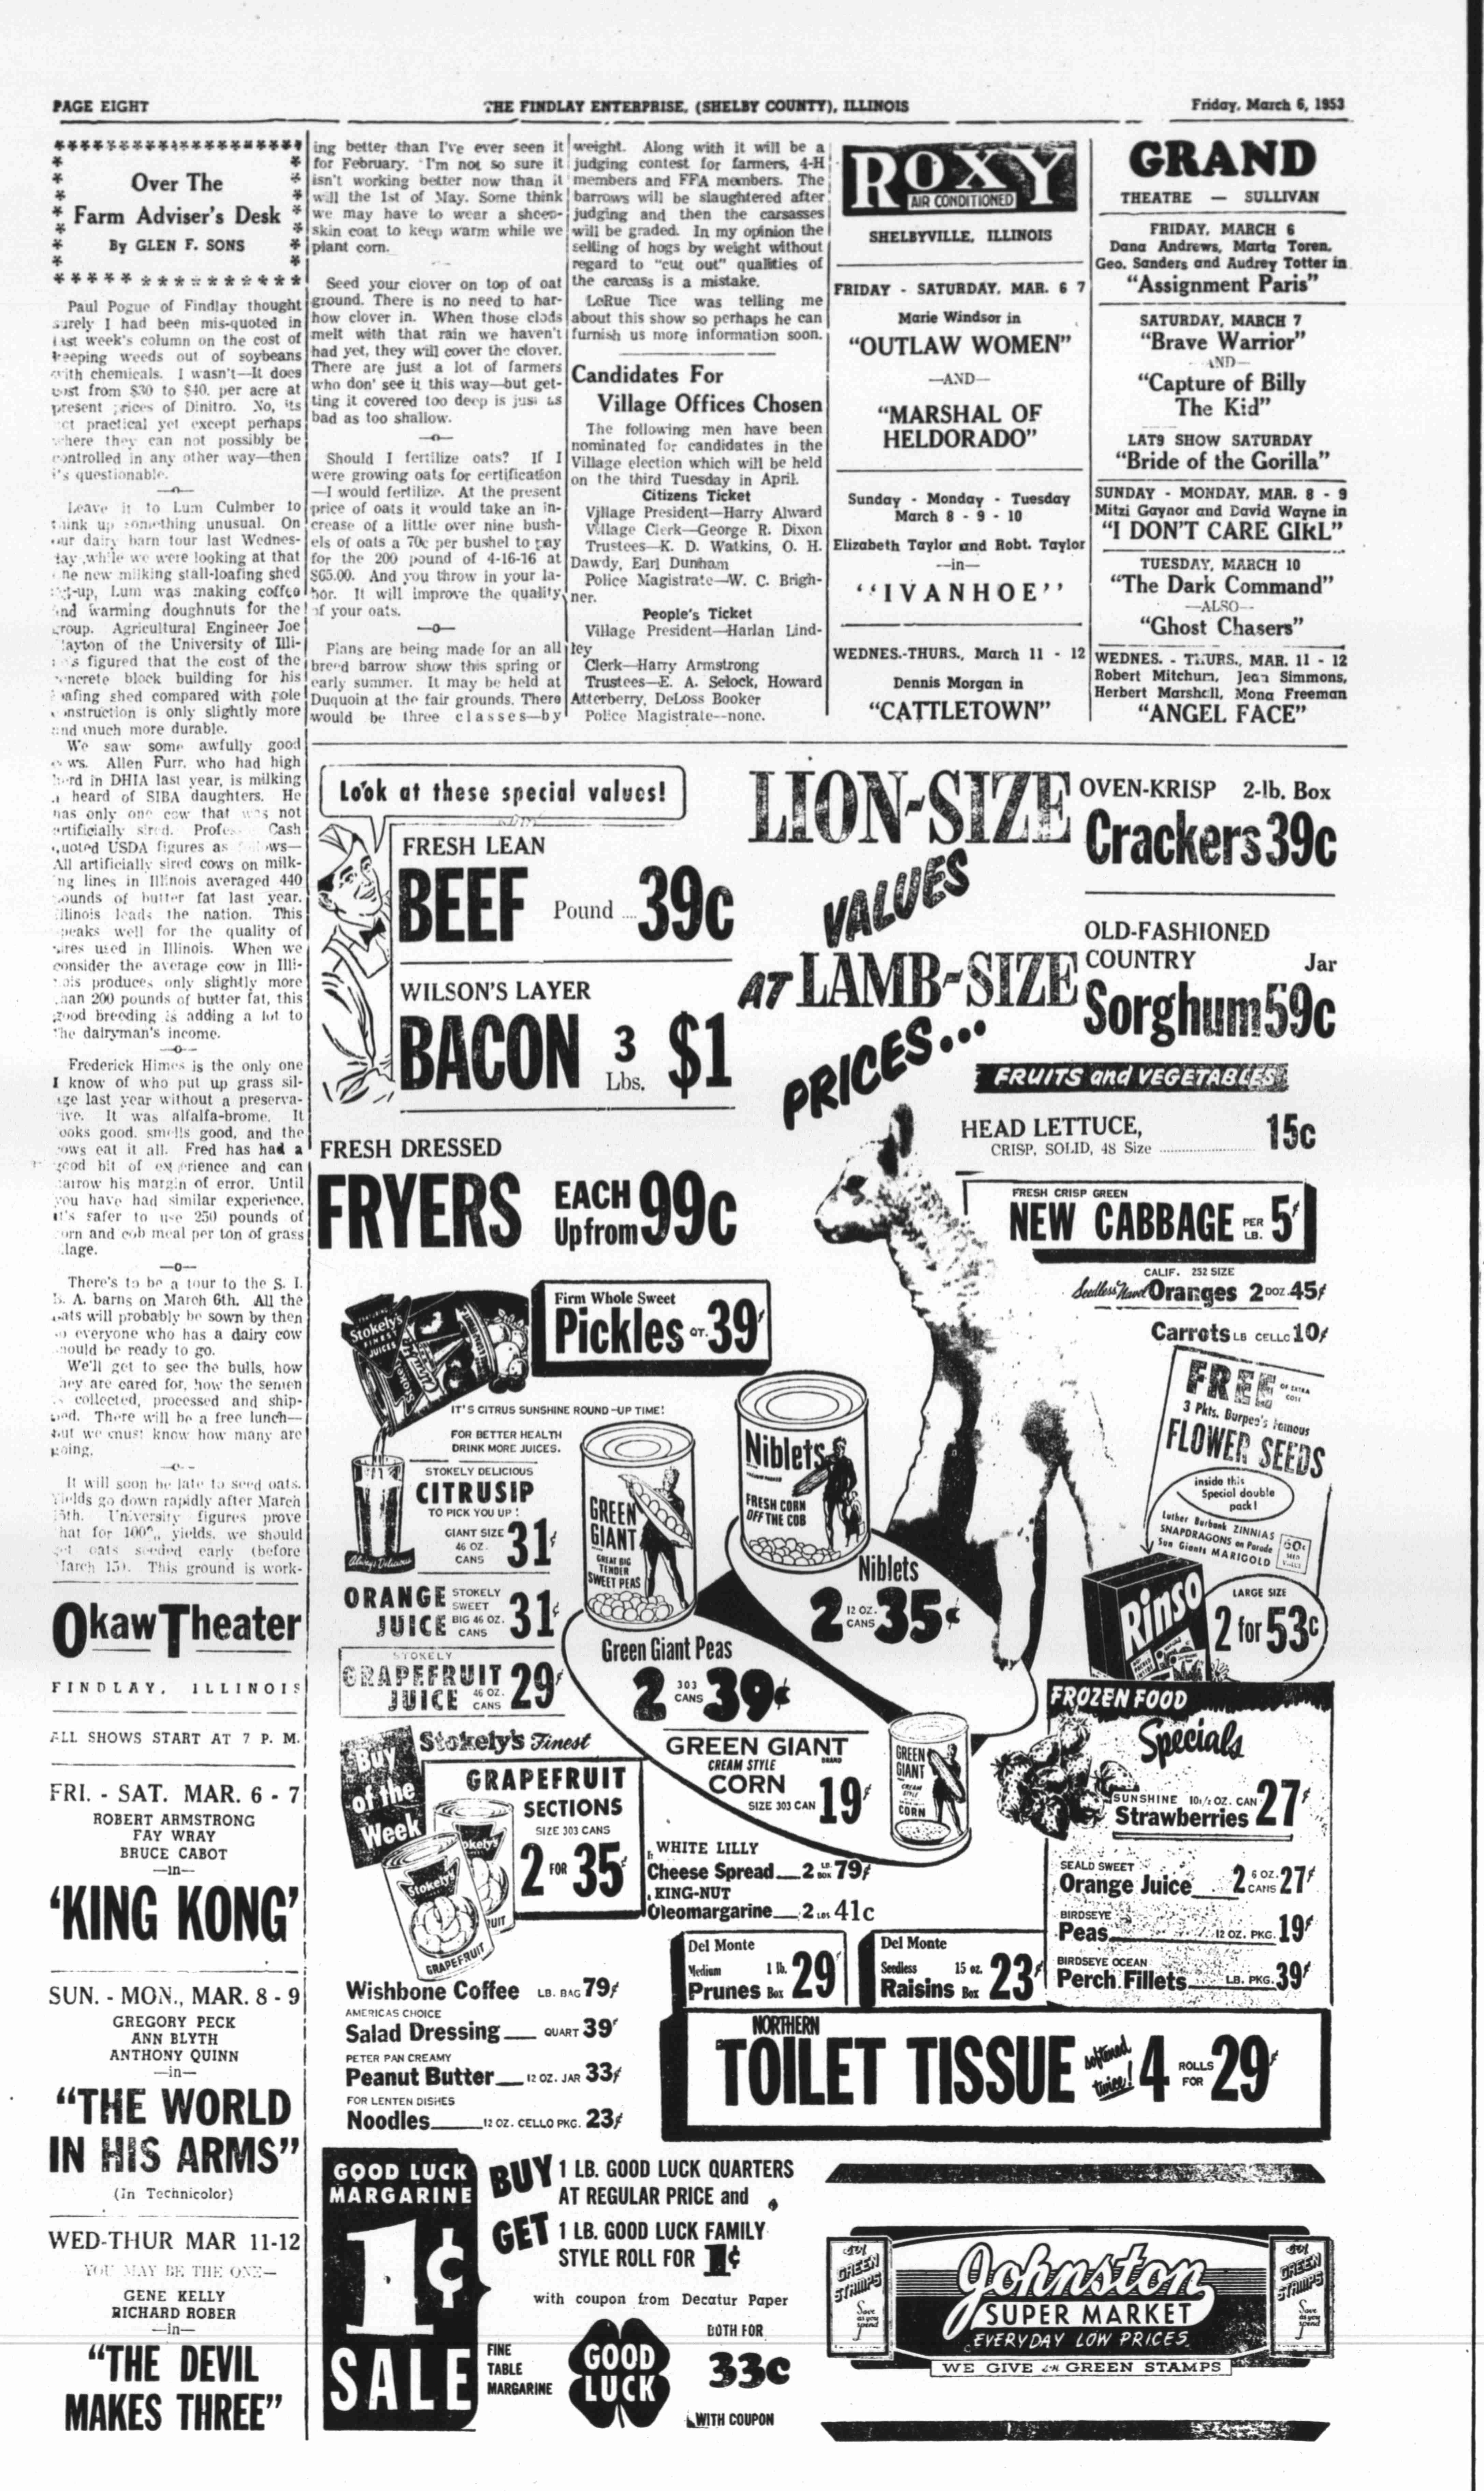 PAGE EIGHT
THE FINDLAY ENTERPRISE, (SHELBY COUNTY), ILLINOIS
Friday, March 6, 1953
Over The
Farm Adviser's Desk
By GLEN F. SONS
Paul Pogue of Findlay thought
surely I had been mis-quoted in
last week's column on the cost of
keeping weeds out of soybeans
with chemicals. I wasn't—It does
cost from $30 to $40. per acre at
present prices of Dinitro. No, its
not practical yet except perhaps
where they can not possibly be
controlled in any other way—then
i's questionable.
—o—
Leave it to Lum Culmber to
think up something unusual. On
our dairy barn tour last Wednes-
day while we were looking at that
fine new milking stall-loafing shed
set-up, Lum was making coffee
and warming doughnuts for the
group. Agricultural Engineer Joe
Clayton of the University of Illi-
nois figured that the cost of the
concrete block building for his
loafing shed compared with pole
construction is only slightly more
and much more durable.
We saw some awfully good
cows. Allen Furr, who had high
herd in DHIA last year, is milking
a heard of SIBA daughters. He
has only one cow that was not
artificially sired. Profes. Cash
quoted USDA figures as follows—
All artificially sired cows on milk-
ing lines in Illinois averaged 440
pounds of butter fat last year.
Illinois leads the nation. This
speaks well for the quality of
sires used in Illinois. When we
consider the average cow in Illi-
nois produces only slightly more
than 200 pounds of butter fat, this
good breeding is adding a lot to
the dairyman's income.
—o—
Frederick Himes is the only one
I know of who put up grass sil-
age last year without a preserva-
tive. It was alfalfa-brome. It
looks good, smells good, and the
cows eat it all. Fred has had a
good bit of experience and can
narrow his margin of error. Until
you have had similar experience,
it's safer to use 250 pounds of
corn and cob meal per ton of grass
silage.
—o—
There's to be a tour to the S. I.
B. A. barns on March 6th. All the
oats will probably be sown by then
so everyone who has a dairy cow
should be ready to go.
We'll get to see the bulls, how
they are cared for, how the semen
is collected, processed and ship-
ped. There will be a free lunch—
but we must know how many are
going.
—o—
It will soon be late to seed oats.
Yields go down rapidly after March
15th. University figures prove
that for 100% yields, we should
get oats seeded early (before
March 15). This ground is work-
ing better than I've ever seen it
for February. I'm not so sure it
isn't working better now than it
will the 1st of May. Some think
we may have to wear a sheep-
skin coat to keep warm while we
plant corn.
Seed your clover on top of oat
ground. There is no need to har-
how clover in. When those clods
melt with that rain we haven't
had yet, they will cover the clover.
There are just a lot of farmers
who don' see it this way—but get-
ting it covered too deep is just as
bad as too shallow.
—o—
Should I fertilize oats? If I
were growing oats for certification
—I would fertilize. At the present
price of oats it would take an in-
crease of a little over nine bush-
els of oats a 70c per bushel to pay
for the 200 pound of 4-16-16 at
$65.00. And you throw in your la-
bor. It will improve the quality
of your oats.
—o—
Plans are being made for an all
breed barrow show this spring or
early summer. It may be held at
Duquoin at the fair grounds. There
would be three classes—by
weight. Along with it will be a
judging contest for farmers, 4-H
members and FFA members. The
barrows will be slaughtered after
judging and then the carsasses
will be graded. In my opinion the
selling of hogs by weight without
regard to "cut out" qualities of
the carcass is a mistake.
LeRue Tice was telling me
about this show so perhaps he can
furnish us more information soon.
Candidates For
Village Offices Chosen
The following men have been
nominated for candidates in the
Village election which will be held
on the third Tuesday in April.
Citizens Ticket
Village President—Harry Alward
Village Clerk—George R. Dixon
Trustees—K. D. Watkins, O. H.
Dawdy, Earl Dunham
Police Magistrate—W. C. Brigh-
ner.
People's Ticket
Village President—Harlan Lind-
ley
Clerk—Harry Armstrong
Trustees—E. A. Selock, Howard
Atterberry, DeLoss Booker
Police Magistrate—none.
ROXY
AIR CONDITIONED
SHELBYVILLE, ILLINOIS
FRIDAY - SATURDAY, MAR. 6 7
Marie Windsor in
"OUTLAW WOMEN"
—AND—
"MARSHAL OF
HELDORADO"
Sunday - Monday - Tuesday
March 8 - 9 - 10
Elizabeth Taylor and Robt. Taylor
—in—
"IVANHOE"
WEDNES.-THURS., March 11 - 12
Dennis Morgan in
"CATTLETOWN"
GRAND
THEATRE — SULLIVAN
FRIDAY, MARCH 6
Dana Andrews, Marta Toren,
Geo. Sanders and Audrey Totter in
"Assignment Paris"
SATURDAY, MARCH 7
"Brave Warrior"
—AND—
"Capture of Billy
The Kid"
LATS SHOW SATURDAY
"Bride of the Gorilla"
SUNDAY - MONDAY, MAR. 8 - 9
Mitzi Gaynor and David Wayne in
"I DON'T CARE GIRL"
TUESDAY, MARCH 10
"The Dark Command"
—ALSO—
"Ghost Chasers"
WEDNES. - THURS., MAR. 11 - 12
Robert Mitchum, Jean Simmons,
Herbert Marshall, Mona Freeman
"ANGEL FACE"
Okaw Theater
FINDLAY, ILLINOIS
ALL SHOWS START AT 7 P. M.
FRI. - SAT. MAR. 6 - 7
ROBERT ARMSTRONG
FAY WRAY
BRUCE CABOT
—in—
'KING KONG'
SUN. - MON., MAR. 8 - 9
GREGORY PECK
ANN BLYTH
ANTHONY QUINN
—in—
"THE WORLD
IN HIS ARMS"
(In Technicolor)
WED-THUR MAR 11-12
YOU MAY BE THE ONE—
GENE KELLY
RICHARD ROBER
—in—
"THE DEVIL
MAKES THREE"
Look at these special values!
FRESH LEAN
BEEF Pound .... 39c
WILSON'S LAYER
BACON 3 Lbs. $1
FRESH DRESSED
FRYERS EACH Up from 99c
LION-SIZE
VALUES
AT LAMB-SIZE
PRICES...
OVEN-KRISP 2-lb. Box
Crackers 39c
OLD-FASHIONED
COUNTRY Jar
Sorghum 59c
FRUITS and VEGETABLES
HEAD LETTUCE,
CRISP, SOLID, 48 Size 15c
FRESH CRISP GREEN
NEW CABBAGE PER LB. 5¢
CALIF. 252 SIZE
Seedless Navel Oranges 2 DOZ. 45¢
Carrots LB CELLO 10¢
FREE OF EXTRA COST
3 Pkts. Burpee's Famous
FLOWER SEEDS
inside this
Special double
pack!
Luther Burbank ZINNIAS
SNAPDRAGONS on Parade
Sun Giants MARIGOLD
60c
Rinso
LARGE SIZE
2 for 53c
Firm Whole Sweet
Pickles QT. 39¢
Stokely's
FINEST
JUICES
IT'S CITRUS SUNSHINE ROUND-UP TIME!
FOR BETTER HEALTH
DRINK MORE JUICES.
STOKELY DELICIOUS
CITRUSIP
TO PICK YOU UP!
GIANT SIZE
46 OZ.
CANS 31¢
Always Delicious
ORANGE STOKELY SWEET
JUICE BIG 46 OZ. CANS 31¢
STOKELY
GRAPEFRUIT
JUICE 46 OZ. CANS 29¢
GREEN
GIANT
GREAT BIG
TENDER
SWEET PEAS
Niblets
FRESH CORN
OFF THE COB
Niblets
2 12 OZ. CANS 35¢
Green Giant Peas
2 303 CANS 39¢
GREEN GIANT
CREAM STYLE BRAND
CORN
SIZE 303 CAN 19¢
GREEN
GIANT
CREAM
STYLE
CORN
Buy
of the
Week
Stokely's Finest
GRAPEFRUIT
SECTIONS
SIZE 303 CANS
2 FOR 35¢
Stokely's
GRAPEFRUIT
WHITE LILLY
Cheese Spread 2 LB. BOX 79¢
KING-NUT
Oleomargarine 2 LBS 41c
FROZEN FOOD
Specials
SUNSHINE 10½ OZ. CAN
Strawberries 27¢
SEALD SWEET
Orange Juice 2 6 OZ. CANS 27¢
BIRDSEYE
Peas 12 OZ. PKG. 19¢
BIRDSEYE OCEAN
Perch Fillets LB. PKG. 39¢
Del Monte
Medium 1 lb.
Prunes Box 29¢
Del Monte
Seedless 15 oz.
Raisins Box 23¢
Wishbone Coffee LB. BAG 79¢
AMERICAS CHOICE
Salad Dressing QUART 39¢
PETER PAN CREAMY
Peanut Butter 12 OZ. JAR 33¢
FOR LENTEN DISHES
Noodles 12 OZ. CELLO PKG. 23¢
NORTHERN
TOILET TISSUE softened twice! 4 ROLLS FOR 29¢
GOOD LUCK
MARGARINE
1¢
SALE
BUY 1 LB. GOOD LUCK QUARTERS
AT REGULAR PRICE and
GET 1 LB. GOOD LUCK FAMILY
STYLE ROLL FOR 1¢
with coupon from Decatur Paper
FINE
TABLE
MARGARINE
GOOD
LUCK
BOTH FOR
33c
WITH COUPON
GREEN
STAMPS
Save
as you
spend
Johnston
SUPER MARKET
EVERYDAY LOW PRICES
WE GIVE S&H GREEN STAMPS
GREEN
STAMPS
Save
as you
spend